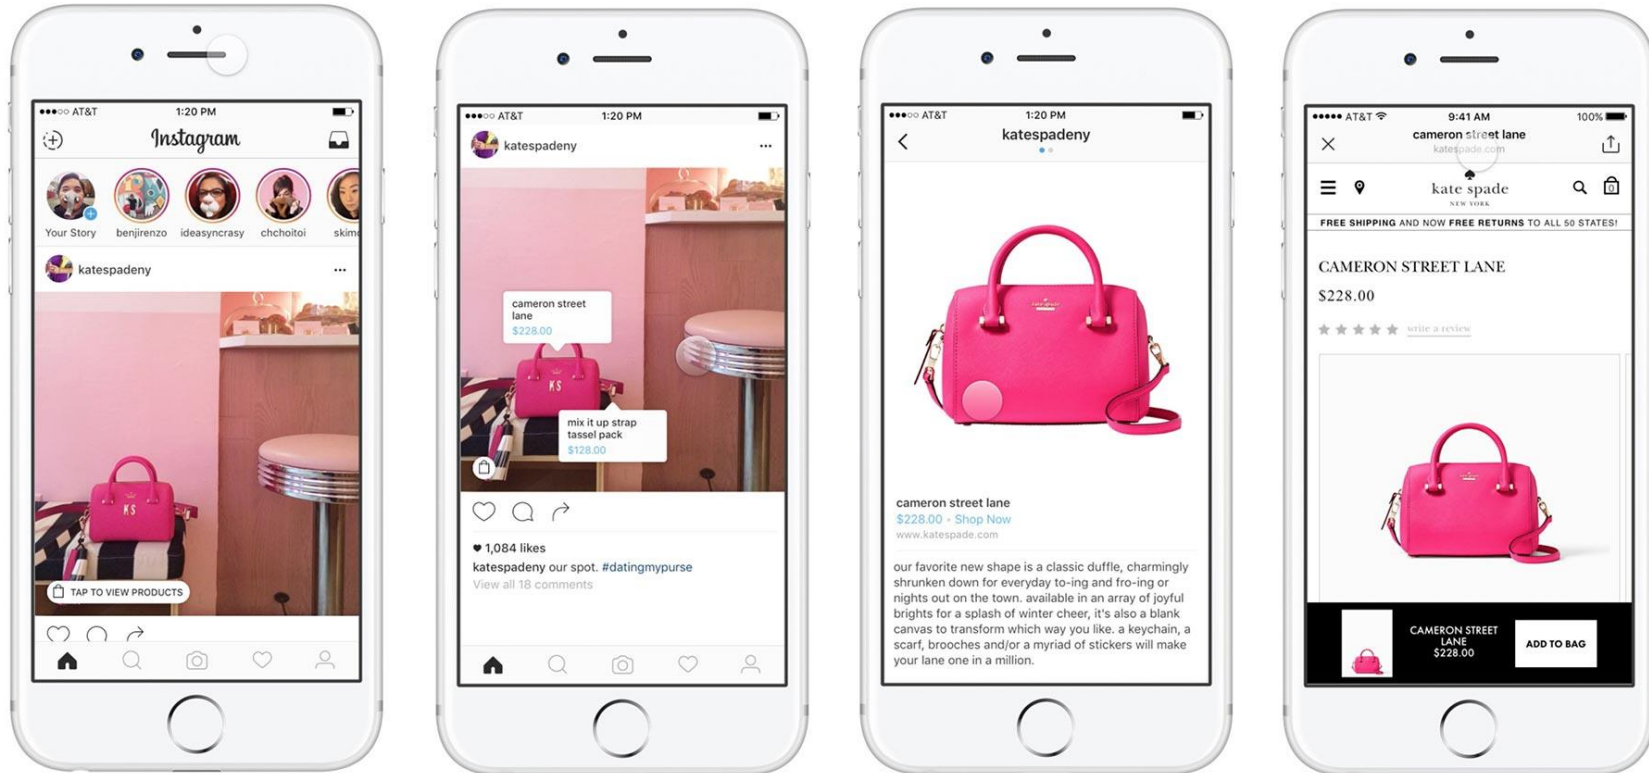 ●●●○○ AT&T 1:20 PM
Instagram
Your Story benjirenzo ideasyncrasy chchoitoi skimo
katespadeny
KS
TAP TO VIEW PRODUCTS
●●●○○ AT&T 1:20 PM
katespadeny
cameron street
lane
$228.00
KS
mix it up strap
tassel pack
$128.00
1,084 likes
katespadeny our spot. #datingmypurse
View all 18 comments
●●●○○ AT&T 1:20 PM
katespadeny
kate spade
cameron street lane
$228.00 • Shop Now
www.katespade.com
our favorite new shape is a classic duffle, charmingly
shrunken down for everyday to-ing and fro-ing or
nights out on the town. available in an array of joyful
brights for a splash of winter cheer, it's also a blank
canvas to transform which way you like. a keychain, a
scarf, brooches and/or a myriad of stickers will make
your lane one in a million.
●●●●● AT&T 9:41 AM 100%
cameron street lane
katespade.com
kate spade
NEW YORK
0
FREE SHIPPING AND NOW FREE RETURNS TO ALL 50 STATES!
CAMERON STREET LANE
$228.00
write a review
CAMERON STREET
LANE
$228.00
ADD TO BAG